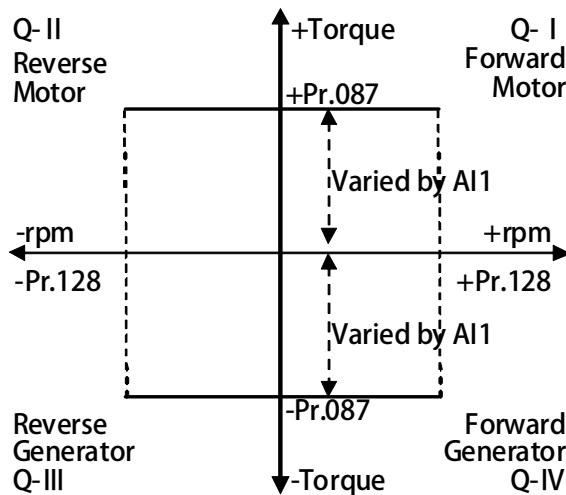 Q-II
Reverse
Motor
+Torque
Q-I
Forward
Motor
+Pr.087
Varied by AI1
-rpm
+rpm
-Pr.128
+Pr.128
Varied by AI1
-Pr.087
Reverse
Generator
Q-III
Forward
Generator
Q-IV
-Torque